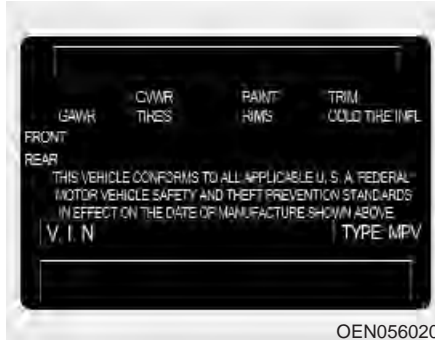 GVWR PAINT TRIM
GAWR TIRES RIMS COLD TIRE INFL
FRONT
REAR
THIS VEHICLE CONFORMS TO ALL APPLICABLE U. S. A. FEDERAL
MOTOR VEHICLE SAFETY AND THEFT PREVENTION STANDARDS
IN EFFECT ON THE DATE OF MANUFACTURE SHOWN ABOVE.
V. I. N TYPE: MPV
OEN056020